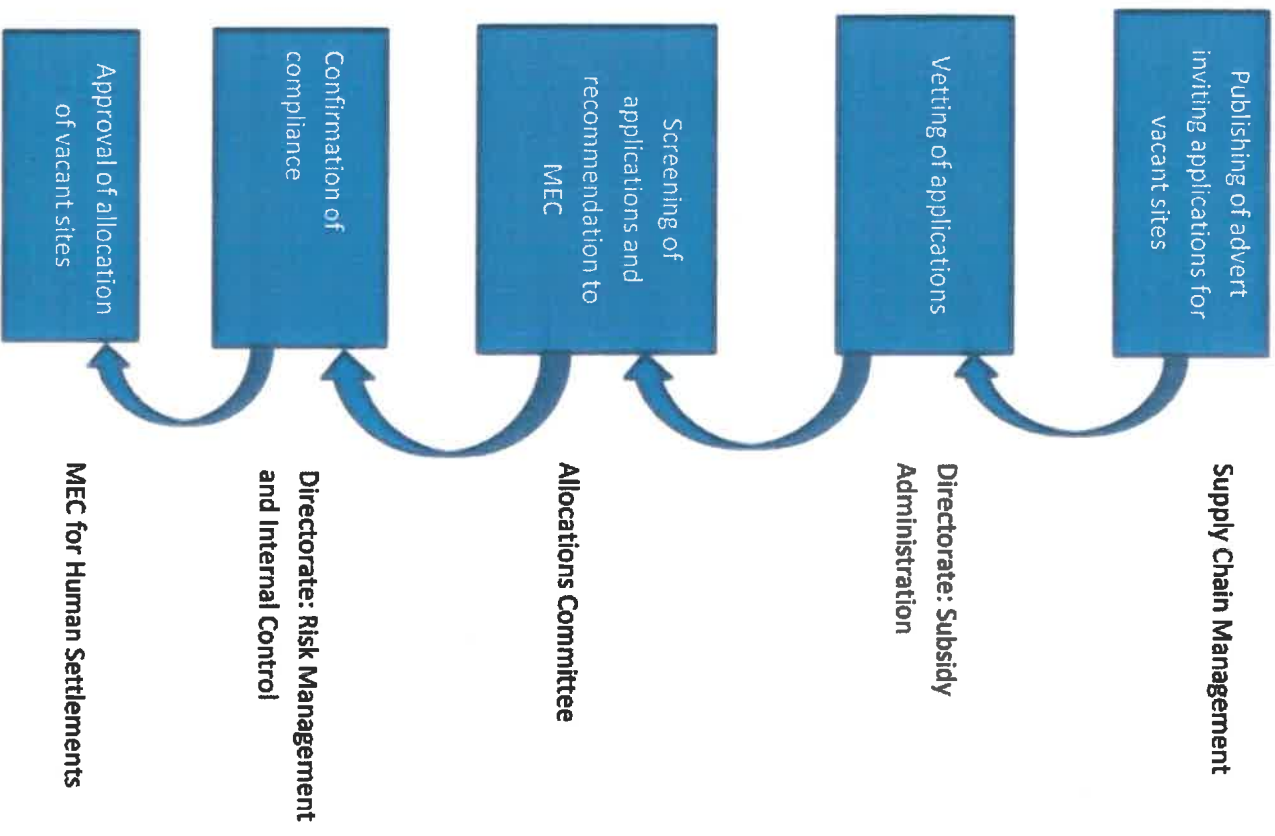 Publishing of advert
inviting applications for
vacant sites
Supply Chain Management
Vetting of applications
Directorate: Subsidy
Administration
Screening of
applications and
recommendation to
MEC
Allocations Committee
Confirmation of
compliance
Directorate: Risk Management
and Internal Control
Approval of allocation
of vacant sites
MEC for Human Settlements